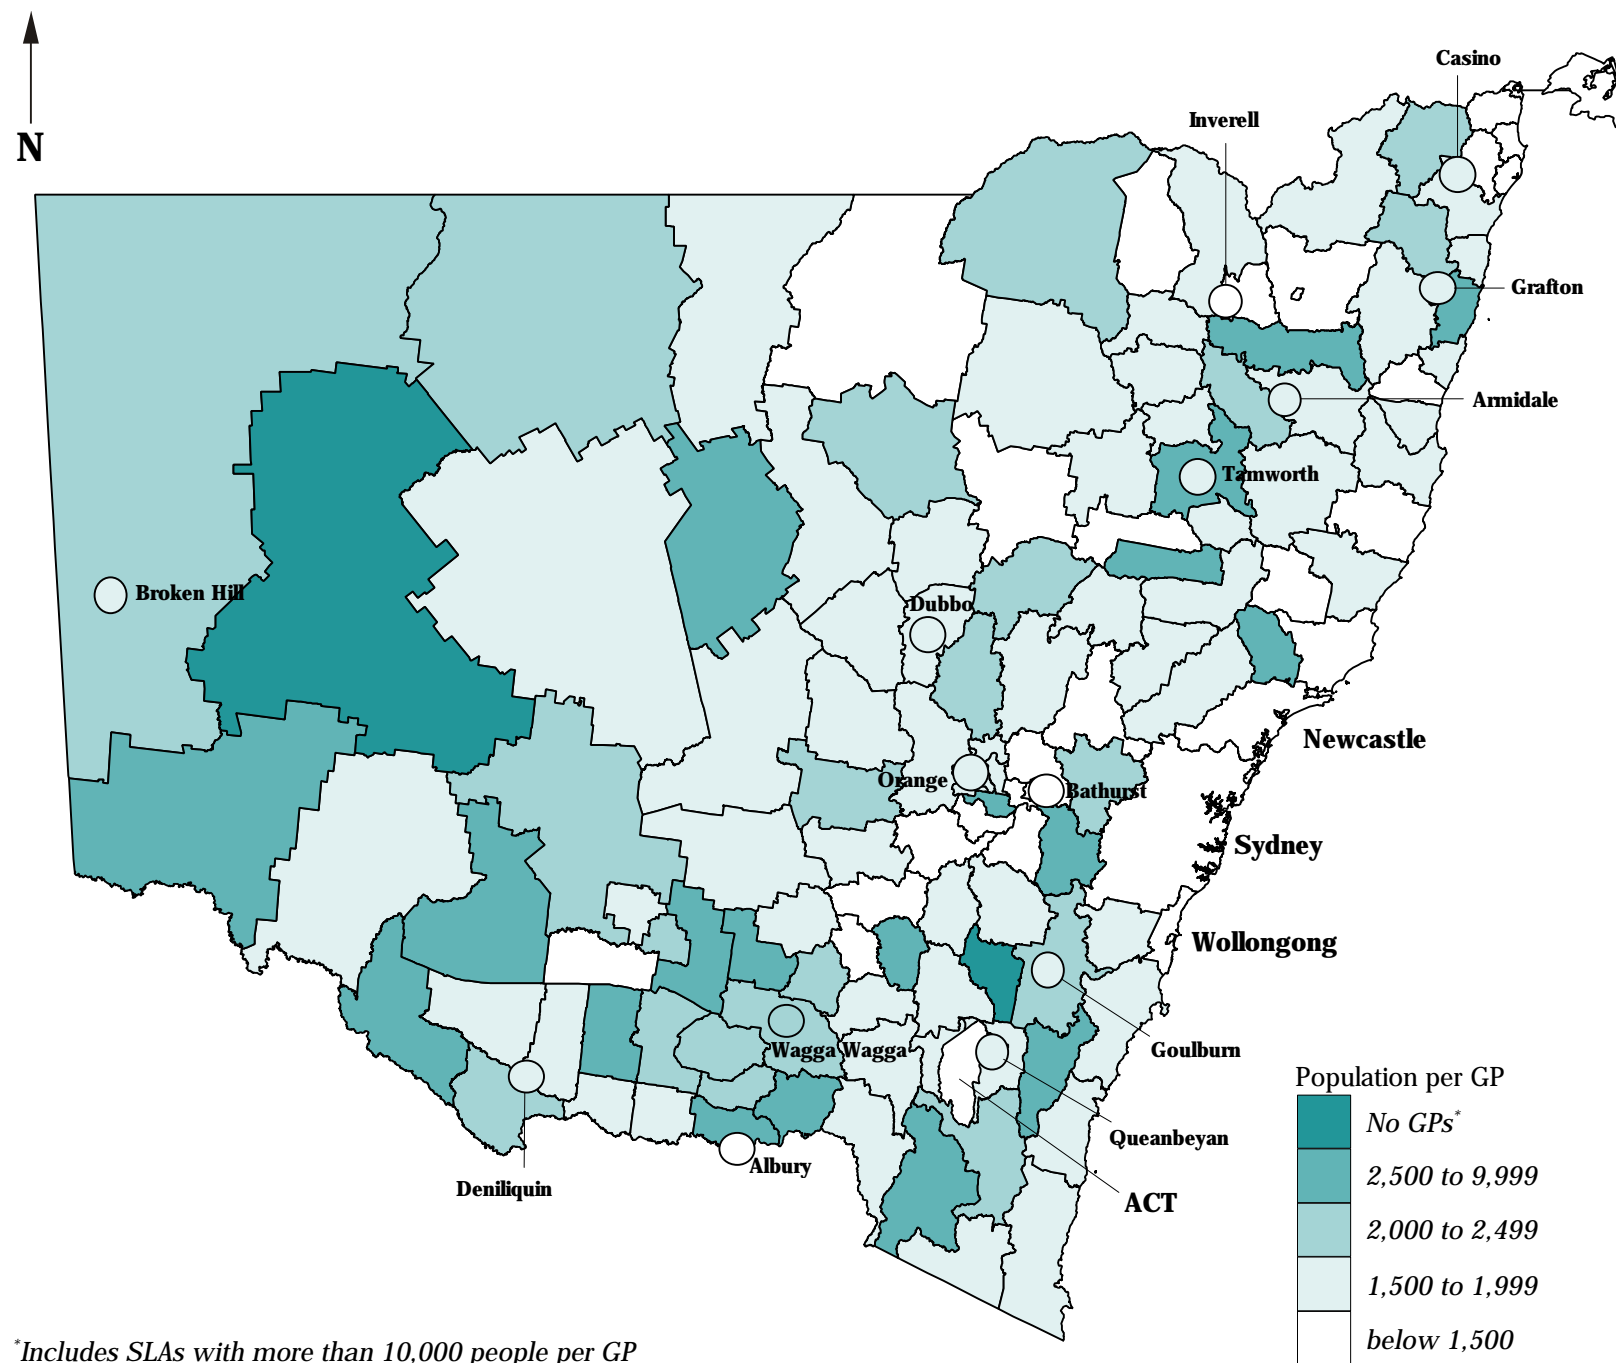 Casino
Inverell
N
Grafton
Armidale
Tamworth
Broken Hill
Dubbo
Newcastle
Orange
Bathurst
Sydney
Wollongong
Wagga Wagga
Goulburn
Queanbeyan
Albury
Deniliquin
ACT
Population per GP
No GPs*
2,500 to 9,999
2,000 to 2,499
1,500 to 1,999
below 1,500
*Includes SLAs with more than 10,000 people per GP